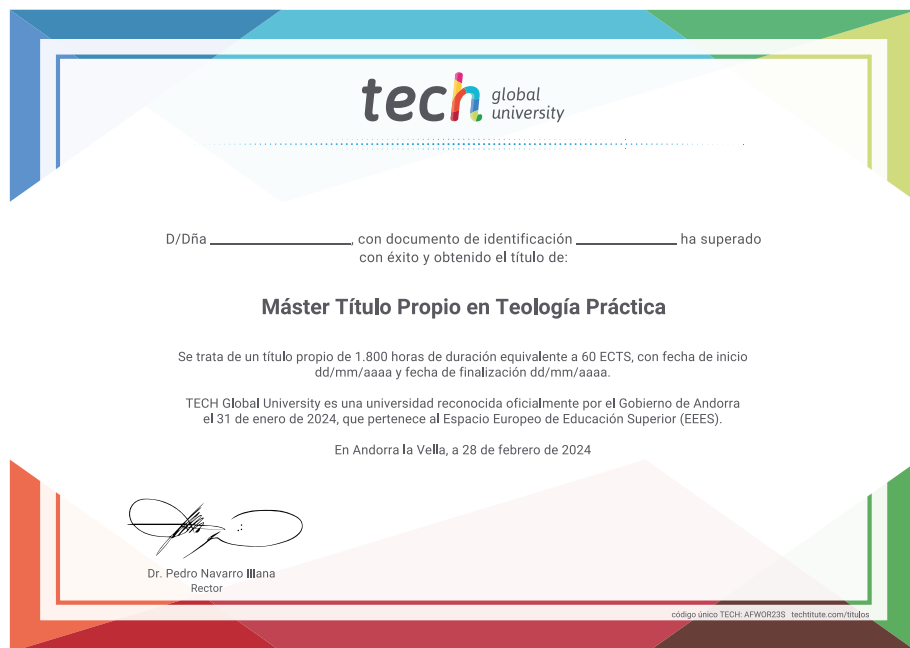 tech global university
D/Dña ________________, con documento de identificación ____________ ha superado
con éxito y obtenido el título de:
Máster Título Propio en Teología Práctica
Se trata de un título propio de 1.800 horas de duración equivalente a 60 ECTS, con fecha de inicio
dd/mm/aaaa y fecha de finalización dd/mm/aaaa.
TECH Global University es una universidad reconocida oficialmente por el Gobierno de Andorra
el 31 de enero de 2024, que pertenece al Espacio Europeo de Educación Superior (EEES).
En Andorra la Vella, a 28 de febrero de 2024
Dr. Pedro Navarro Illana
Rector
código único TECH: AFWOR23S techtitute.com/titulos